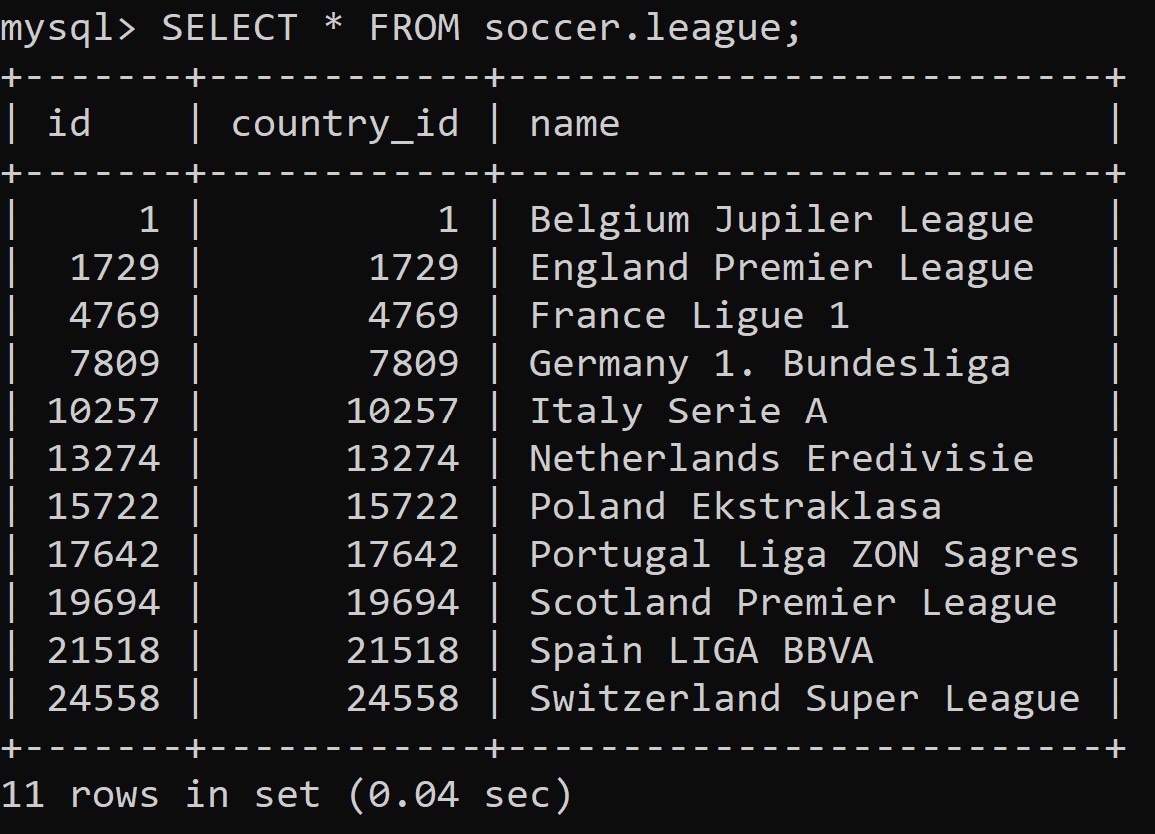 mysql> SELECT * FROM soccer.league;
+-------+------------+--------------------------+
| id    | country_id | name                     |
+-------+------------+--------------------------+
|     1 |          1 | Belgium Jupiler League   |
|  1729 |       1729 | England Premier League   |
|  4769 |       4769 | France Ligue 1           |
|  7809 |       7809 | Germany 1. Bundesliga    |
| 10257 |      10257 | Italy Serie A            |
| 13274 |      13274 | Netherlands Eredivisie   |
| 15722 |      15722 | Poland Ekstraklasa       |
| 17642 |      17642 | Portugal Liga ZON Sagres |
| 19694 |      19694 | Scotland Premier League  |
| 21518 |      21518 | Spain LIGA BBVA          |
| 24558 |      24558 | Switzerland Super League |
+-------+------------+--------------------------+
11 rows in set (0.04 sec)